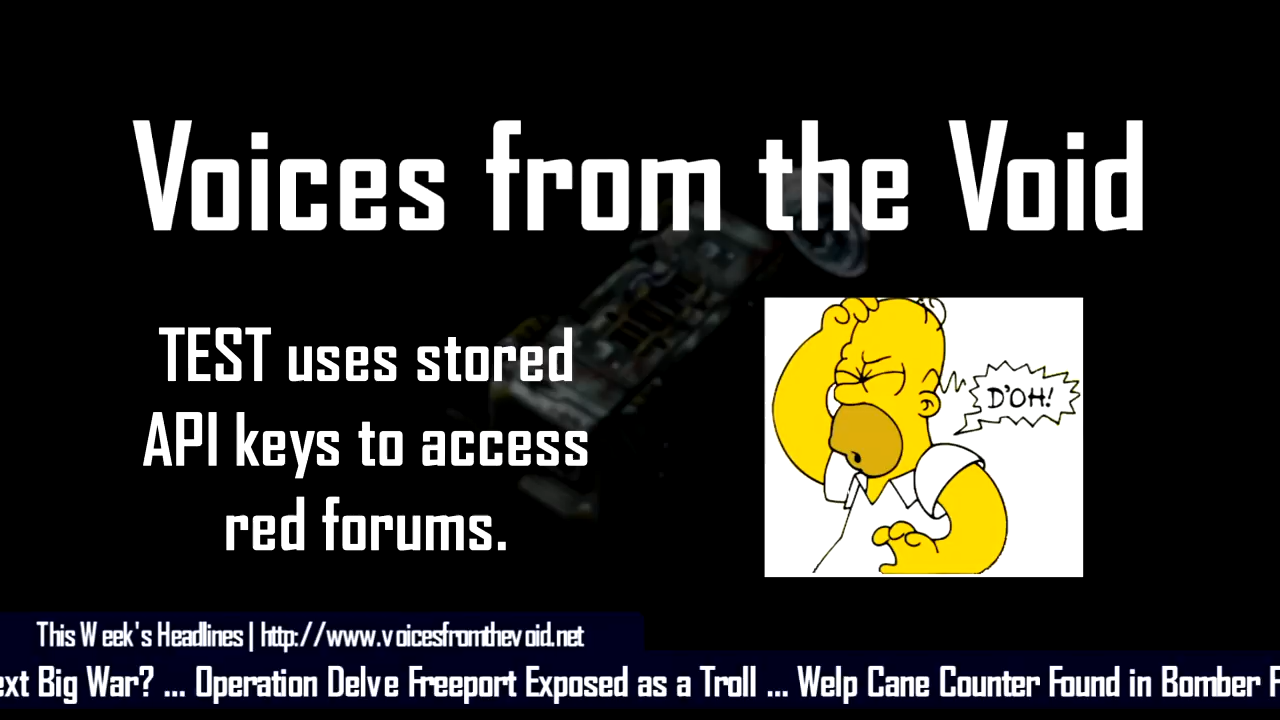 Voices from the Void
TEST uses stored
API keys to access
red forums.
D'OH!
This Week's Headlines | http://www.voicesfromthevoid.net
ext Big War? ... Operation Delve Freeport Exposed as a Troll ... Welp Cane Counter Found in Bomber F